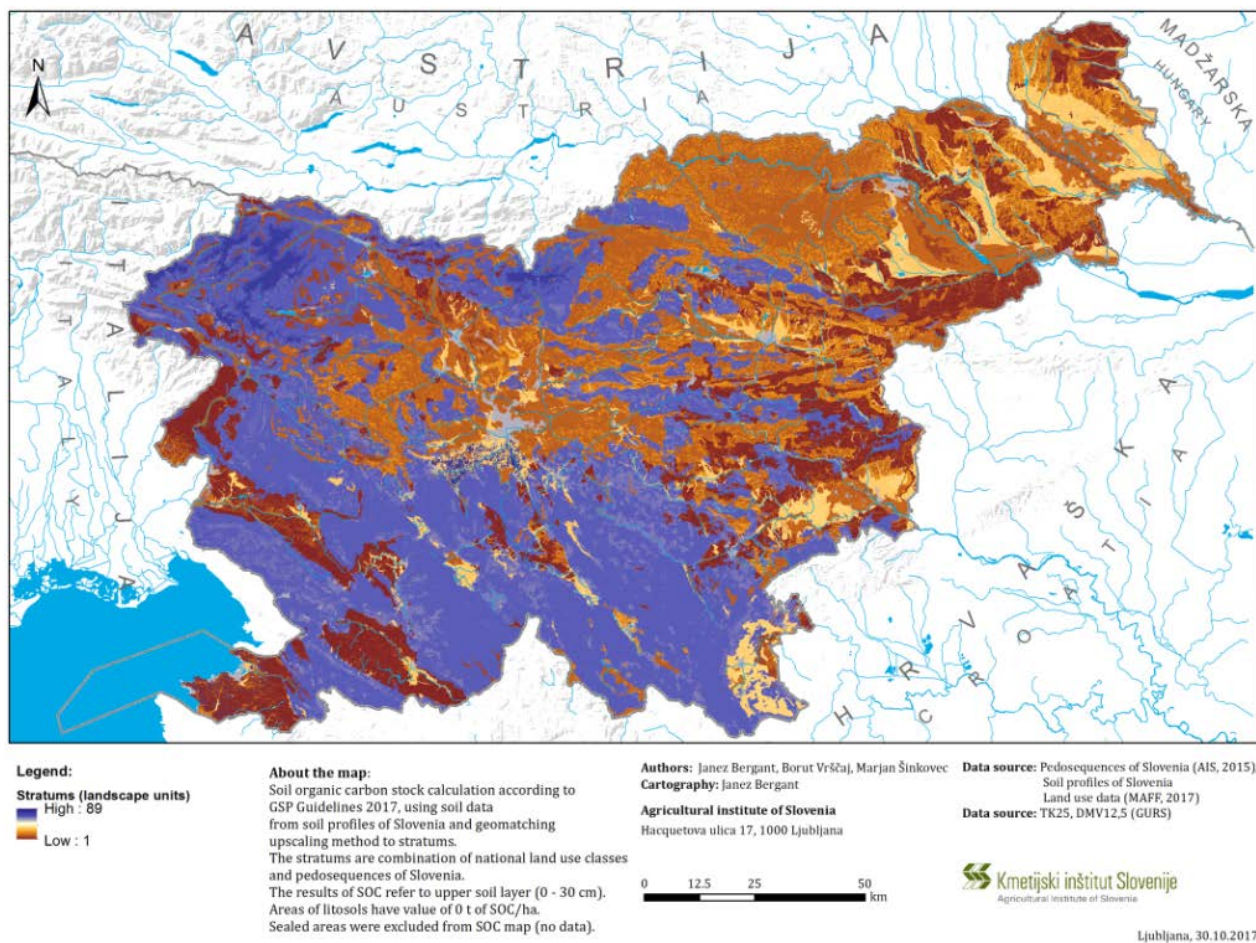 AVSTRIJA
AUSTRIA
MADŽARSKA
HUNGARY
N
ITALIJA
ITALY
HRVAŠKA
CROATIA
Legend:
Stratums (landscape units)
High : 89
Low : 1
About the map:
Soil organic carbon stock calculation according to
GSP Guidelines 2017, using soil data
from soil profiles of Slovenia and geomatching
upscaling method to stratums.
The stratums are combination of national land use classes
and pedosequences of Slovenia.
The results of SOC refer to upper soil layer (0 - 30 cm).
Areas of litosols have value of 0 t of SOC/ha.
Sealed areas were excluded from SOC map (no data).
Authors: Janez Bergant, Borut Vrščaj, Marjan Šinkovec
Cartography: Janez Bergant
Agricultural institute of Slovenia
Hacquetova ulica 17, 1000 Ljubljana
0 12.5 25 50
km
Data source: Pedosequences of Slovenia (AIS, 2015)
Soil profiles of Slovenia
Land use data (MAFF, 2017)
Data source: TK25, DMV12,5 (GURS)
Kmetijski inštitut Slovenije
Agricultural Institute of Slovenia
Ljubljana, 30.10.2017